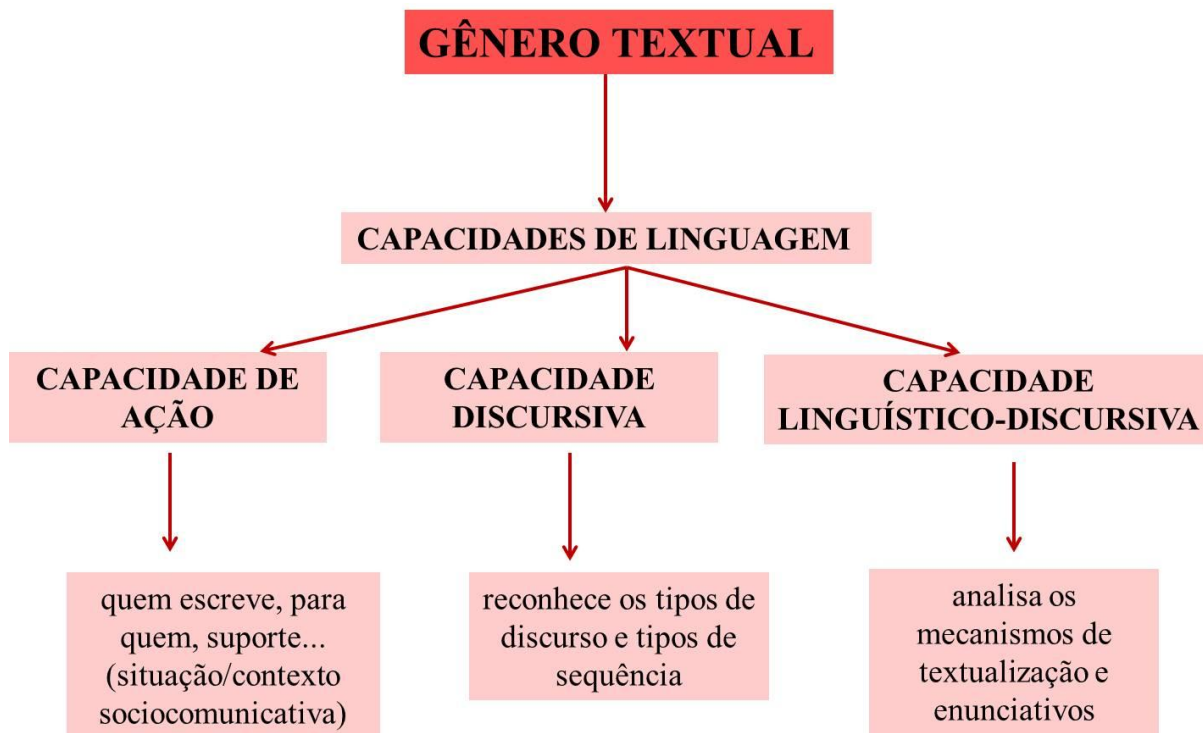 GÊNERO TEXTUAL
CAPACIDADES DE LINGUAGEM
CAPACIDADE DE
AÇÃO
CAPACIDADE
DISCURSIVA
CAPACIDADE
LINGUÍSTICO-DISCURSIVA
quem escreve, para
quem, suporte...
(situação/contexto
sociocomunicativa)
reconhece os tipos de
discurso e tipos de
sequência
analisa os
mecanismos de
textualização e
enunciativos